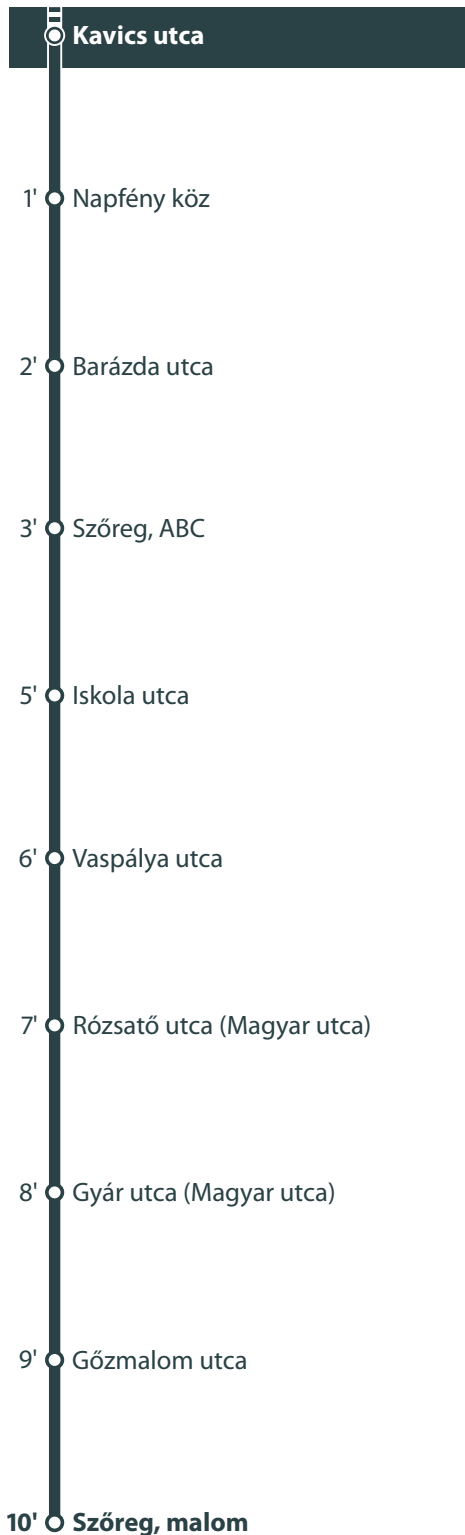 Kavics utca
1' Napfény köz
2' Barázda utca
3' Szőreg, ABC
5' Iskola utca
6' Vaspálya utca
7' Rózsatő utca (Magyar utca)
8' Gyár utca (Magyar utca)
9' Gőzmalom utca
10' Szőreg, malom